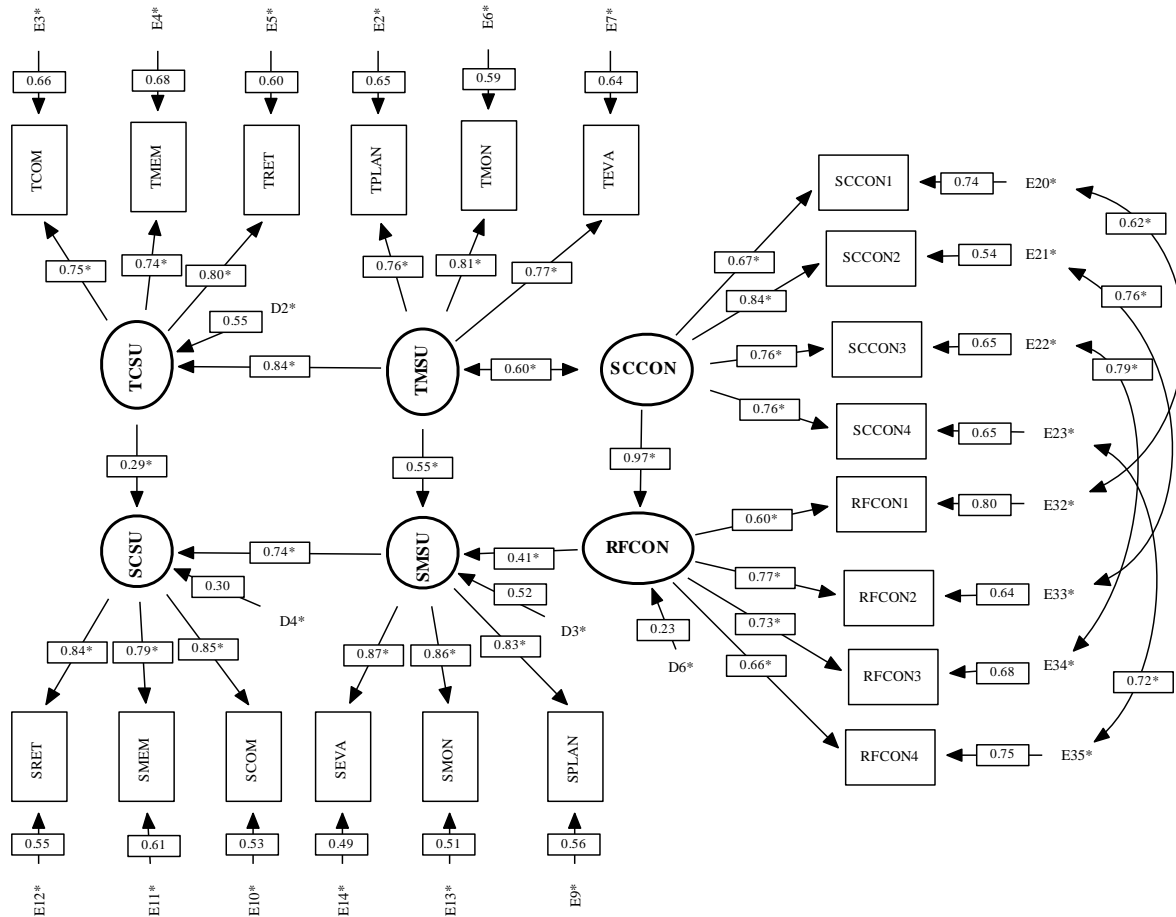 E3*
E4*
E5*
E2*
E6*
E7*
0.66
0.68
0.60
0.65
0.59
0.64
TCOM
TMEM
TRET
TPLAN
TMON
TEVA
SCCON1
0.74
E20*
0.62*
SCCON2
0.54
E21*
0.75*
0.74*
0.80*
0.76*
0.81*
0.77*
0.67*
0.84*
0.76*
D2*
0.55
SCCON3
0.65
E22*
0.76*
0.79*
TCSU
0.84*
TMSU
0.60*
SCCON
0.76*
SCCON4
0.65
E23*
0.29*
0.55*
0.97*
RFCON1
0.80
E32*
0.60*
SCSU
0.74*
SMSU
0.41*
RFCON
0.77*
RFCON2
0.64
E33*
0.30
0.52
D4*
D3*
0.23
D6*
0.73*
0.66*
RFCON3
0.68
E34*
0.72*
0.84*
0.79*
0.85*
0.87*
0.86*
0.83*
RFCON4
0.75
E35*
SRET
SMEM
SCOM
SEVA
SMON
SPLAN
0.55
0.61
0.53
0.49
0.51
0.56
E12*
E11*
E10*
E14*
E13*
E9*